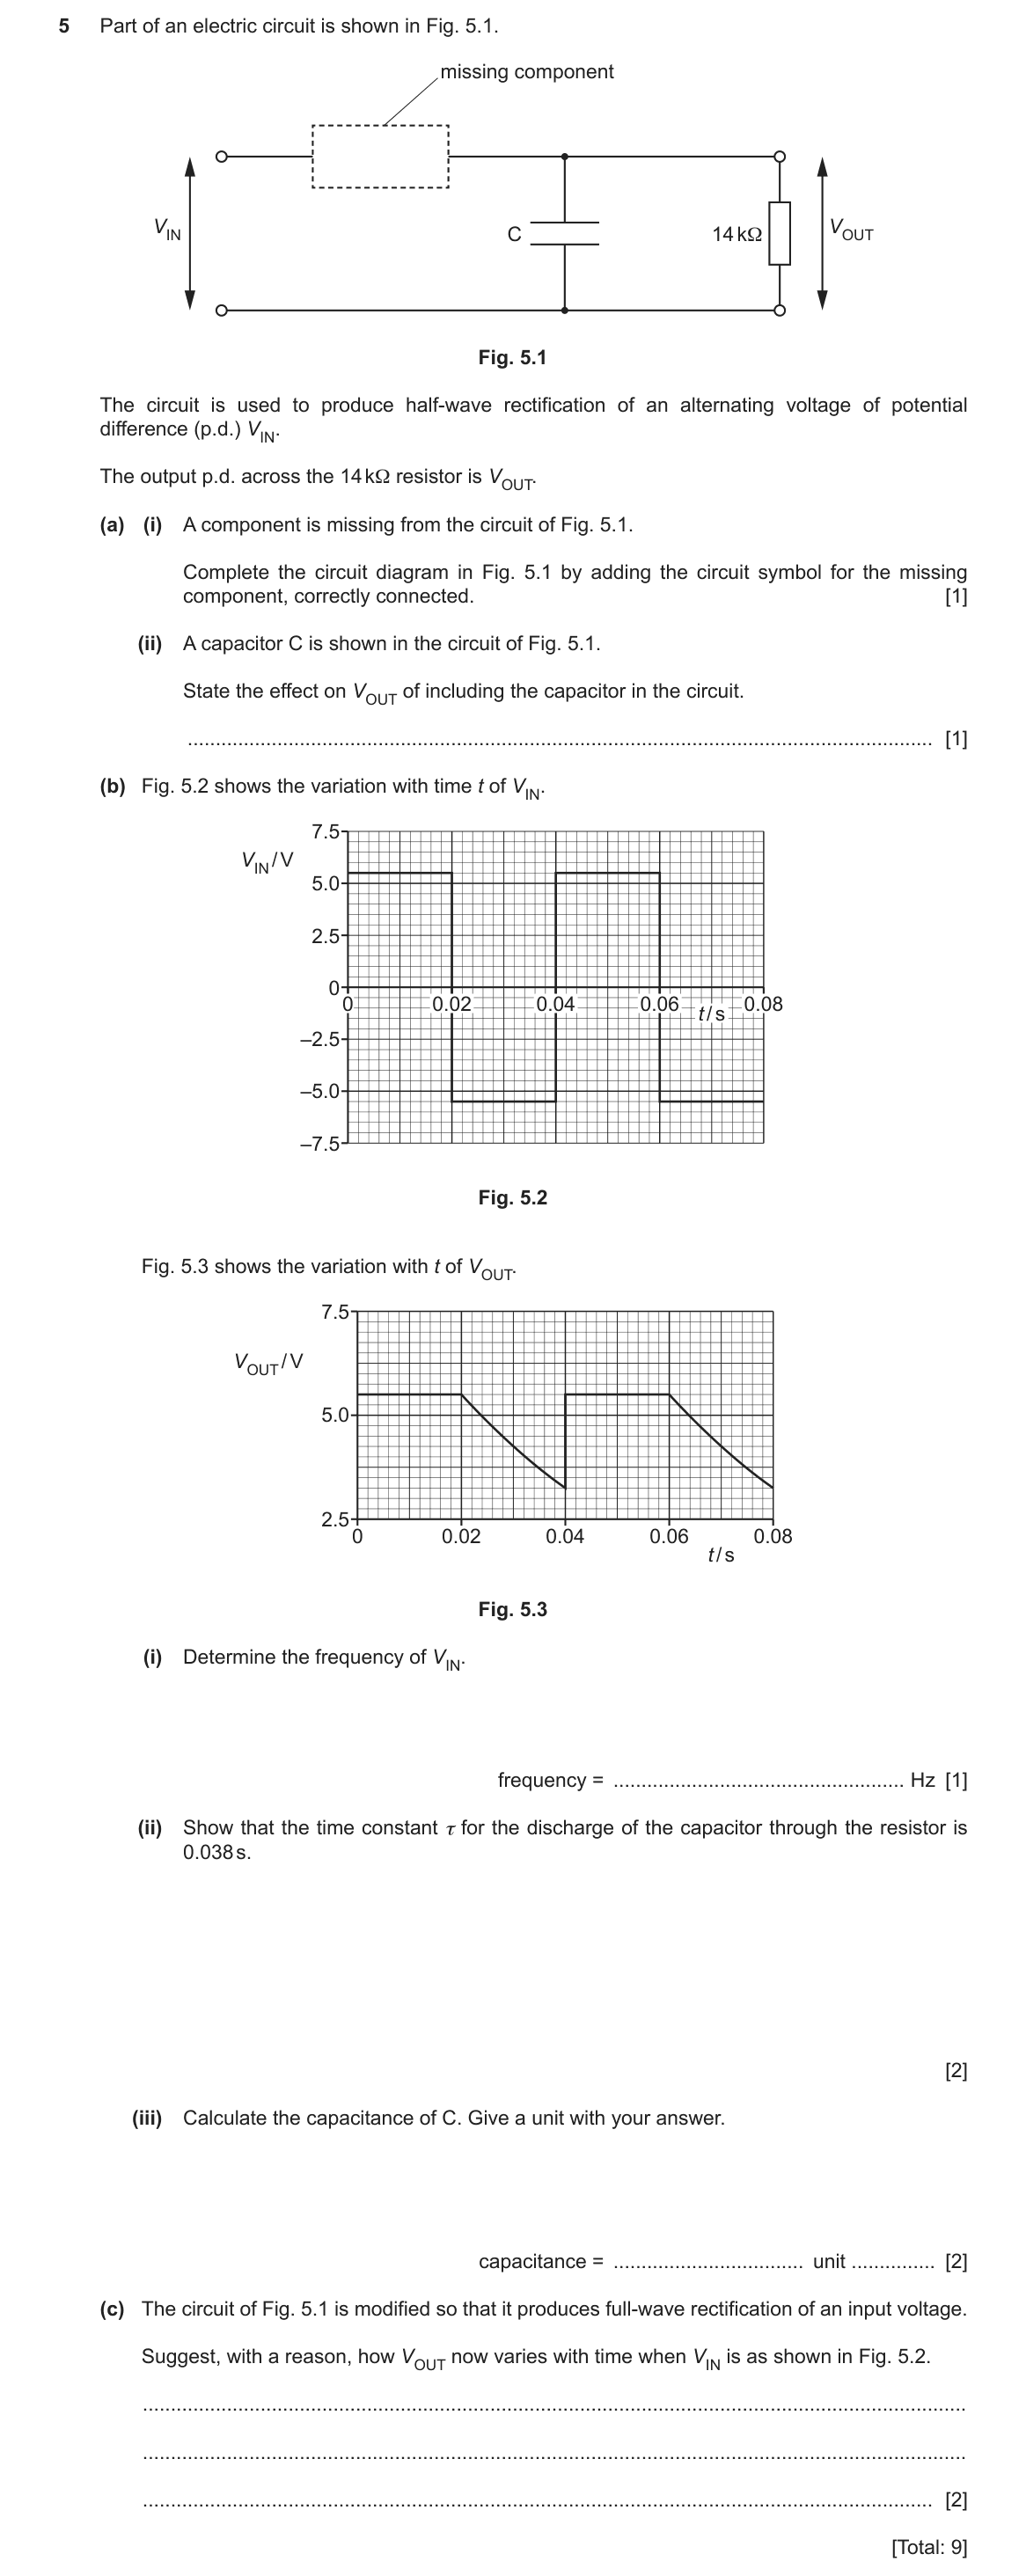 5 Part of an electric circuit is shown in Fig. 5.1.
missing component
V_IN
C
14 kΩ
V_OUT
Fig. 5.1
The circuit is used to produce half-wave rectification of an alternating voltage of potential
difference (p.d.) V_IN.
The output p.d. across the 14 kΩ resistor is V_OUT.
(a) (i) A component is missing from the circuit of Fig. 5.1.
Complete the circuit diagram in Fig. 5.1 by adding the circuit symbol for the missing
component, correctly connected. [1]
(ii) A capacitor C is shown in the circuit of Fig. 5.1.
State the effect on V_OUT of including the capacitor in the circuit.
.................................................................................................................................... [1]
(b) Fig. 5.2 shows the variation with time t of V_IN.
7.5
V_IN / V
5.0
2.5
0
0 0.02 0.04 0.06 t / s 0.08
–2.5
–5.0
–7.5
Fig. 5.2
Fig. 5.3 shows the variation with t of V_OUT.
7.5
V_OUT / V
5.0
2.5
0 0.02 0.04 0.06 0.08
t / s
Fig. 5.3
(i) Determine the frequency of V_IN.
frequency = .................................................... Hz [1]
(ii) Show that the time constant τ for the discharge of the capacitor through the resistor is
0.038 s.
[2]
(iii) Calculate the capacitance of C. Give a unit with your answer.
capacitance = .................................. unit ............... [2]
(c) The circuit of Fig. 5.1 is modified so that it produces full-wave rectification of an input voltage.
Suggest, with a reason, how V_OUT now varies with time when V_IN is as shown in Fig. 5.2.
...................................................................................................................................................
...................................................................................................................................................
............................................................................................................................................. [2]
[Total: 9]